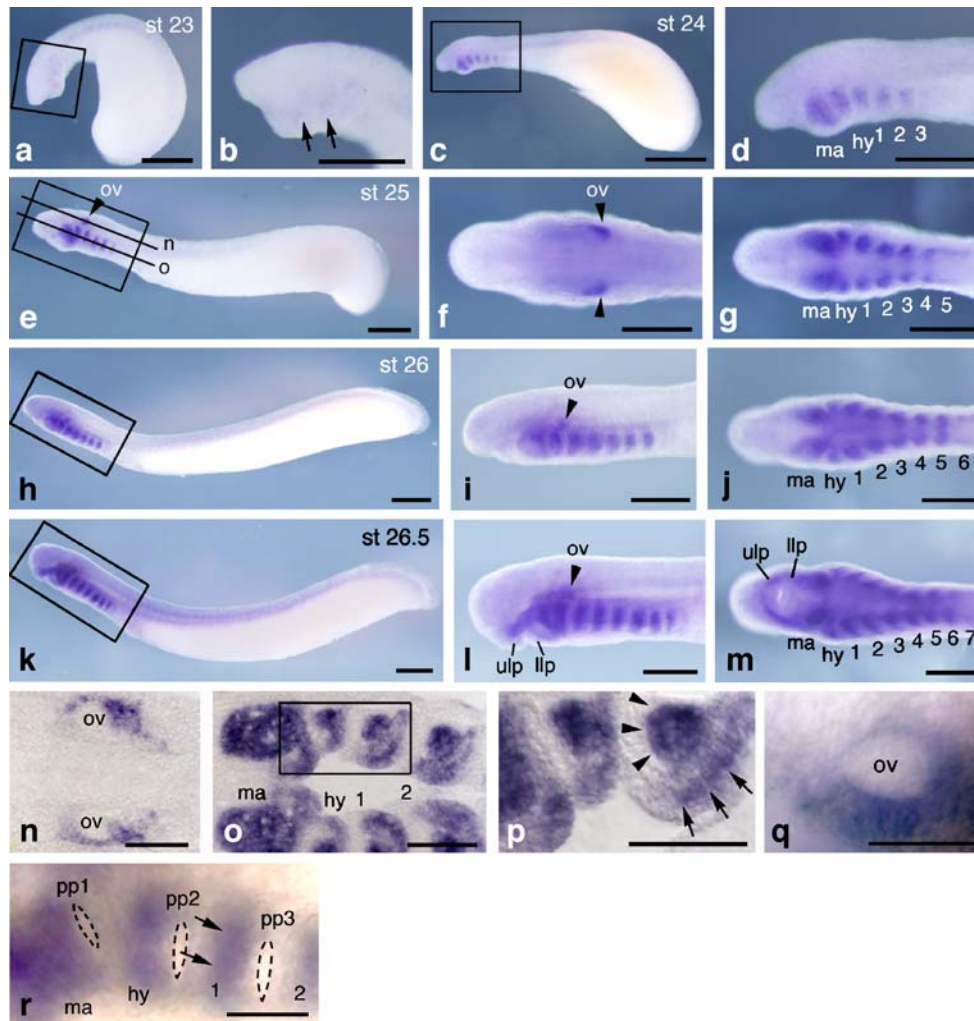 st 23
a
b
st 24
c
ma hy 1 2 3
d
ov
st 25
n
o
e
ov
f
ma hy 1 2 3 4 5
g
st 26
h
ov
i
ma hy 1 2 3 4 5 6
j
st 26.5
k
ov
ulp llp
l
ulp llp
ma hy 1 2 3 4 5 6 7
m
ov
ov
n
ma hy 1 2
o
p
ov
q
pp1 pp2 pp3
ma hy 1 2
r